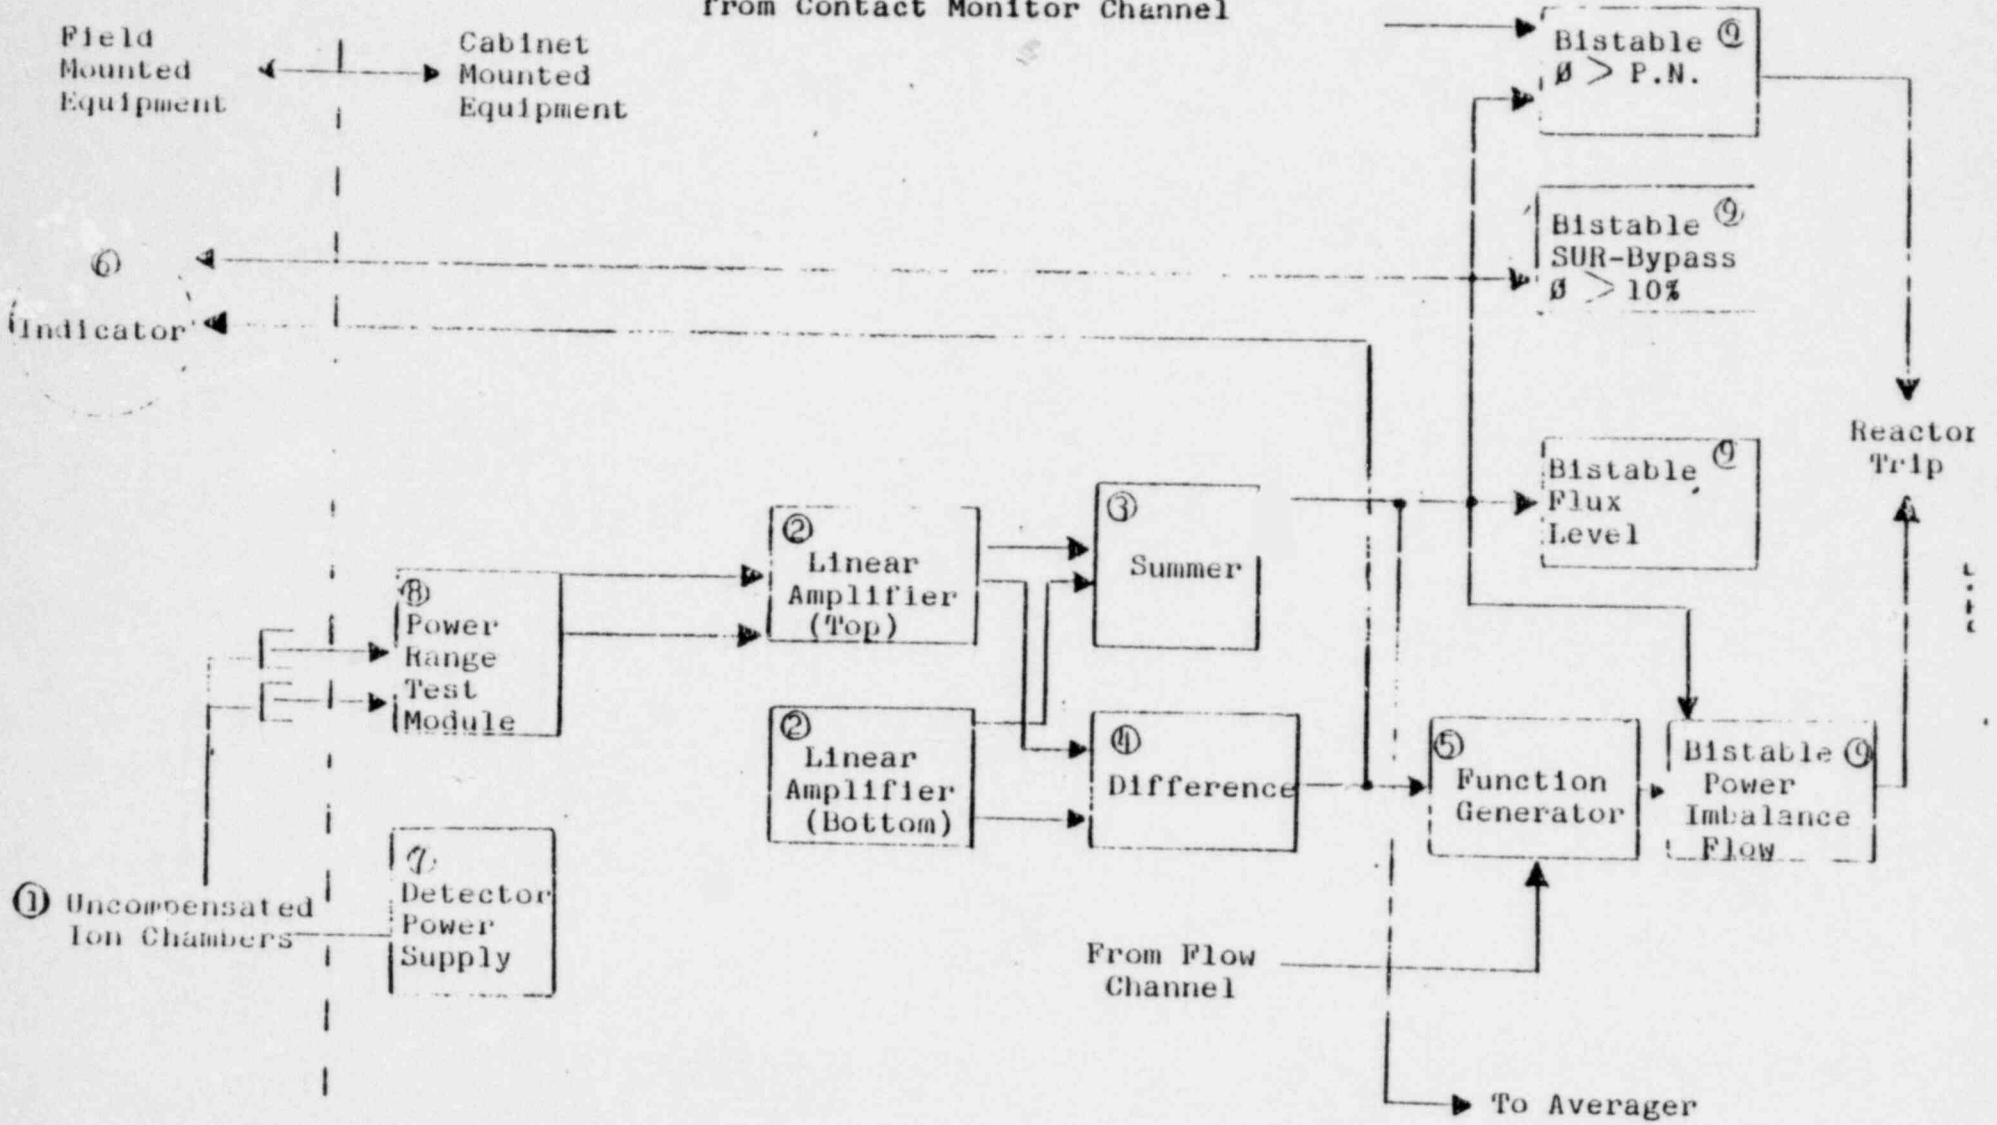 from Contact Monitor Channel
Field
Mounted
Equipment
Cabinet
Mounted
Equipment
Bistable ⑨
Ø > P.N.
Bistable ⑨
SUR-Bypass
Ø > 10%
⑥
Indicator
Reactor
Trip
Bistable ⑨
Flux
Level
③
Summer
②
Linear
Amplifier
(Top)
⑧
Power
Range
Test
Module
②
Linear
Amplifier
(Bottom)
④
Difference
⑤
Function
Generator
Bistable ⑨
Power
Imbalance
Flow
⑦
Detector
Power
Supply
① Uncompensated
Ion Chambers
From Flow
Channel
To Averager